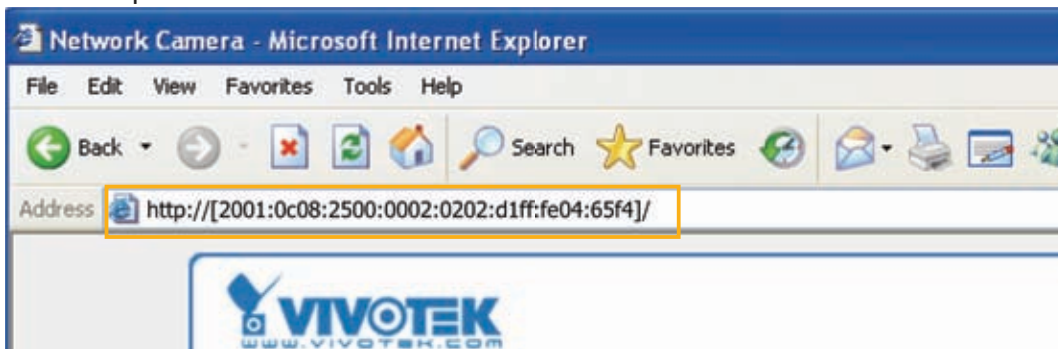 Network Camera - Microsoft Internet Explorer
File Edit View Favorites Tools Help
Back Search Favorites
Address http://[2001:0c08:2500:0002:0202:d1ff:fe04:65f4]/
VIVOTEK
WWW.VIVOTEK.COM